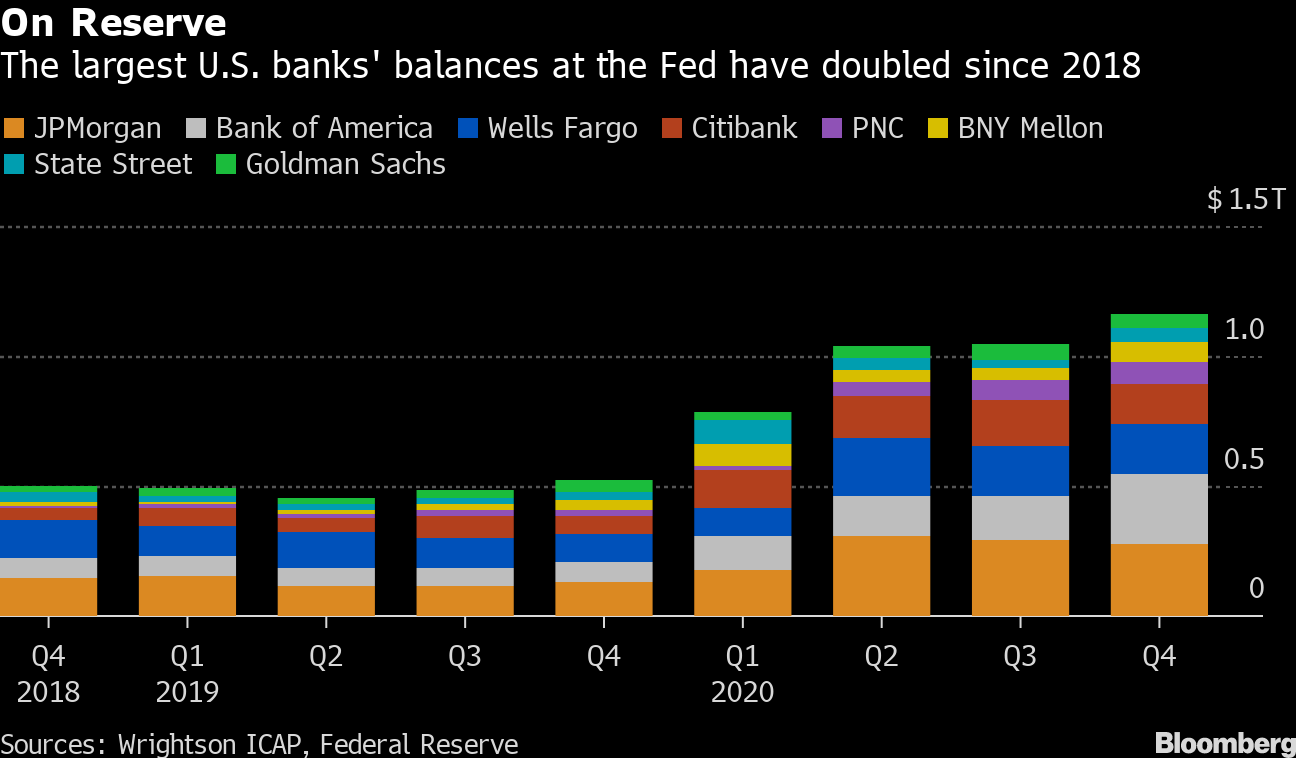 On Reserve
The largest U.S. banks' balances at the Fed have doubled since 2018
JPMorgan Bank of America Wells Fargo Citibank PNC BNY Mellon
State Street Goldman Sachs
$ 1.5T
1.0
0.5
0
Q4 Q1 Q2 Q3 Q4 Q1 Q2 Q3 Q4
2018 2019 2020
Sources: Wrightson ICAP, Federal Reserve
Bloomberg